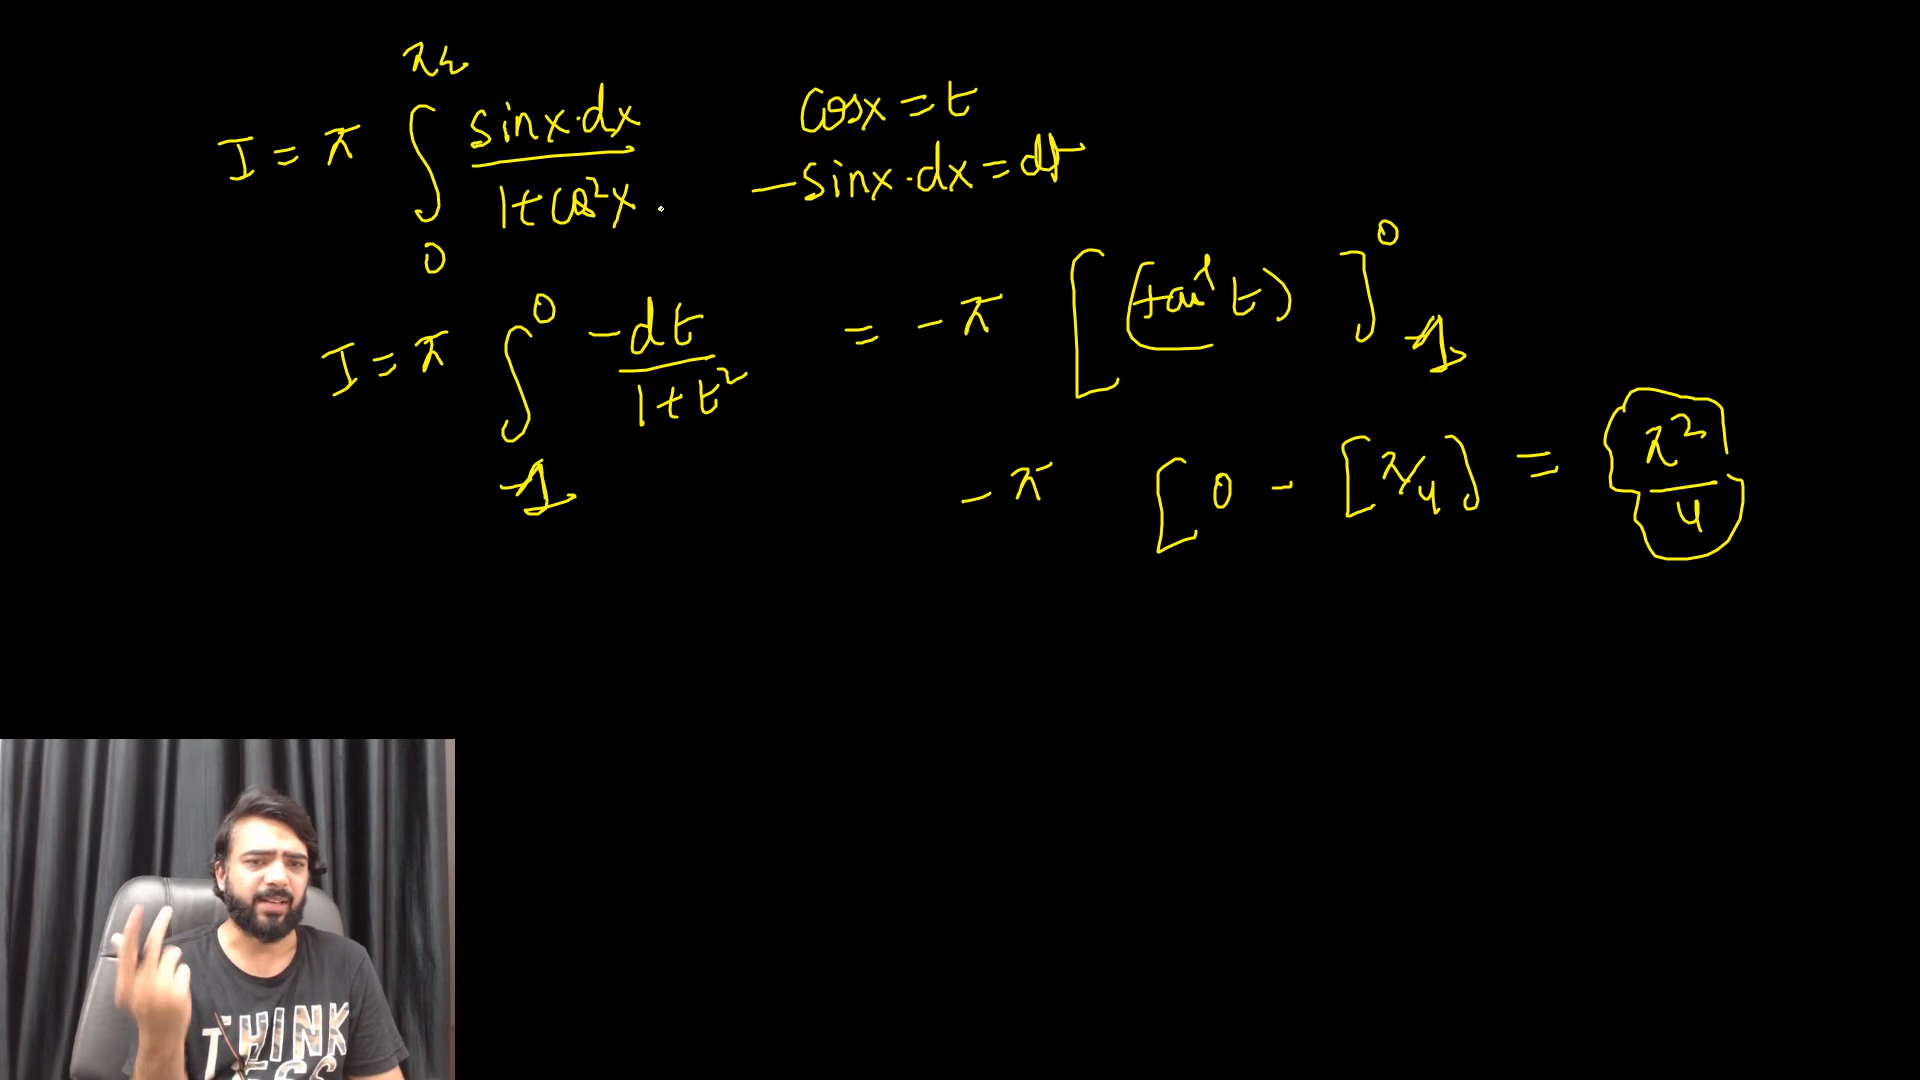 I = π ∫₀^(π/2) sinx·dx / 1+cos²x
cosx = t
-sinx·dx = dt
I = π ∫₁⁰ -dt / 1+t² = -π [(tan⁻¹ t)]₁⁰
-π [0 - [π/4] = π²/4
THINK